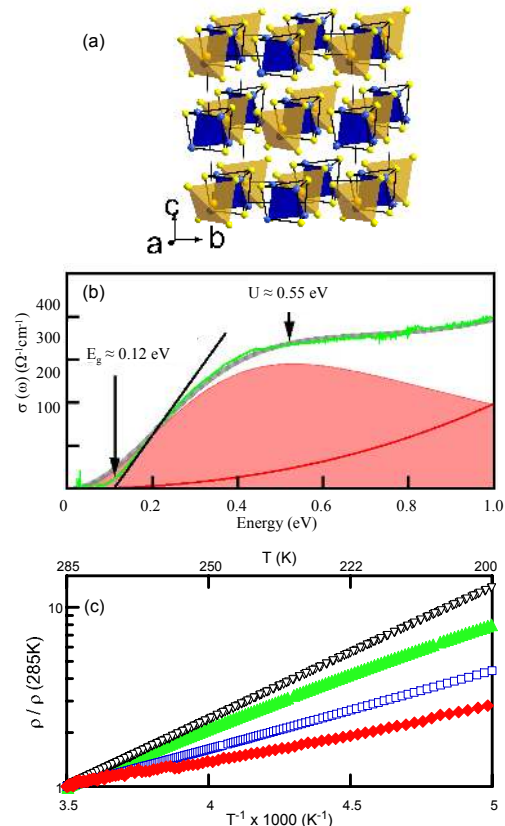 (a)
c
a
b
(b)
U ≈ 0.55 eV
E_g ≈ 0.12 eV
σ (ω) (Ω⁻¹cm¹)
400
300
200
100
0
0.2
0.4
0.6
0.8
1.0
Energy (eV)
T (K)
285
250
222
200
(c)
ρ / ρ (285K)
10
1
3.5
4
4.5
5
T⁻¹ x 1000 (K⁻¹)